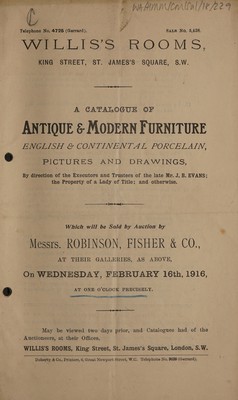 Telephone No. 4725 (Gerrard).
WILLIS'S ROOMS,
KING STREET, ST. JAMES'S SQUARE, S.W.
A CATALOGUE OF
ANTIQUE & MODERN FURNITURE
ENGLISH & CONTINENTAL PORCELAIN,
PICTURES AND DRAWINGS,
By direction of the Executors and Trustees of the late Mr. J. B. EVANS;
the Property of a Lady of Title; and otherwise.
Which will be Sold by Auction by
Messrs. ROBINSON, FISHER & CO.,
AT THEIR GALLERIES, AS ABOVE,
On WEDNESDAY, FEBRUARY 16th, 1916,
AT ONE O'CLOCK PRECISELY.
May be viewed two days prior, and Catalogues had of the
Auctioneers, at their Offices,
WILLIS'S ROOMS, King Street, St. James's Square, London, S.W.